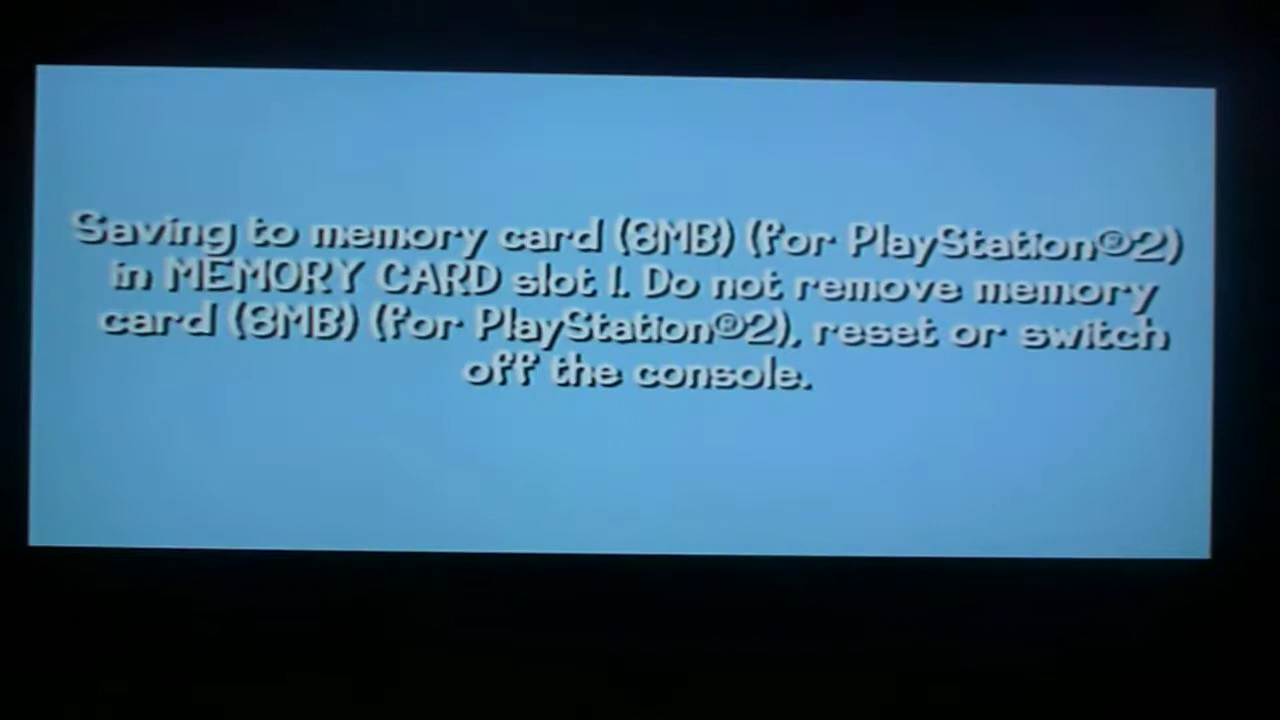 Saving to memory card (8MB) (for PlayStation®2)
in MEMORY CARD slot 1. Do not remove memory
card (8MB) (for PlayStation®2), reset or switch
off the console.